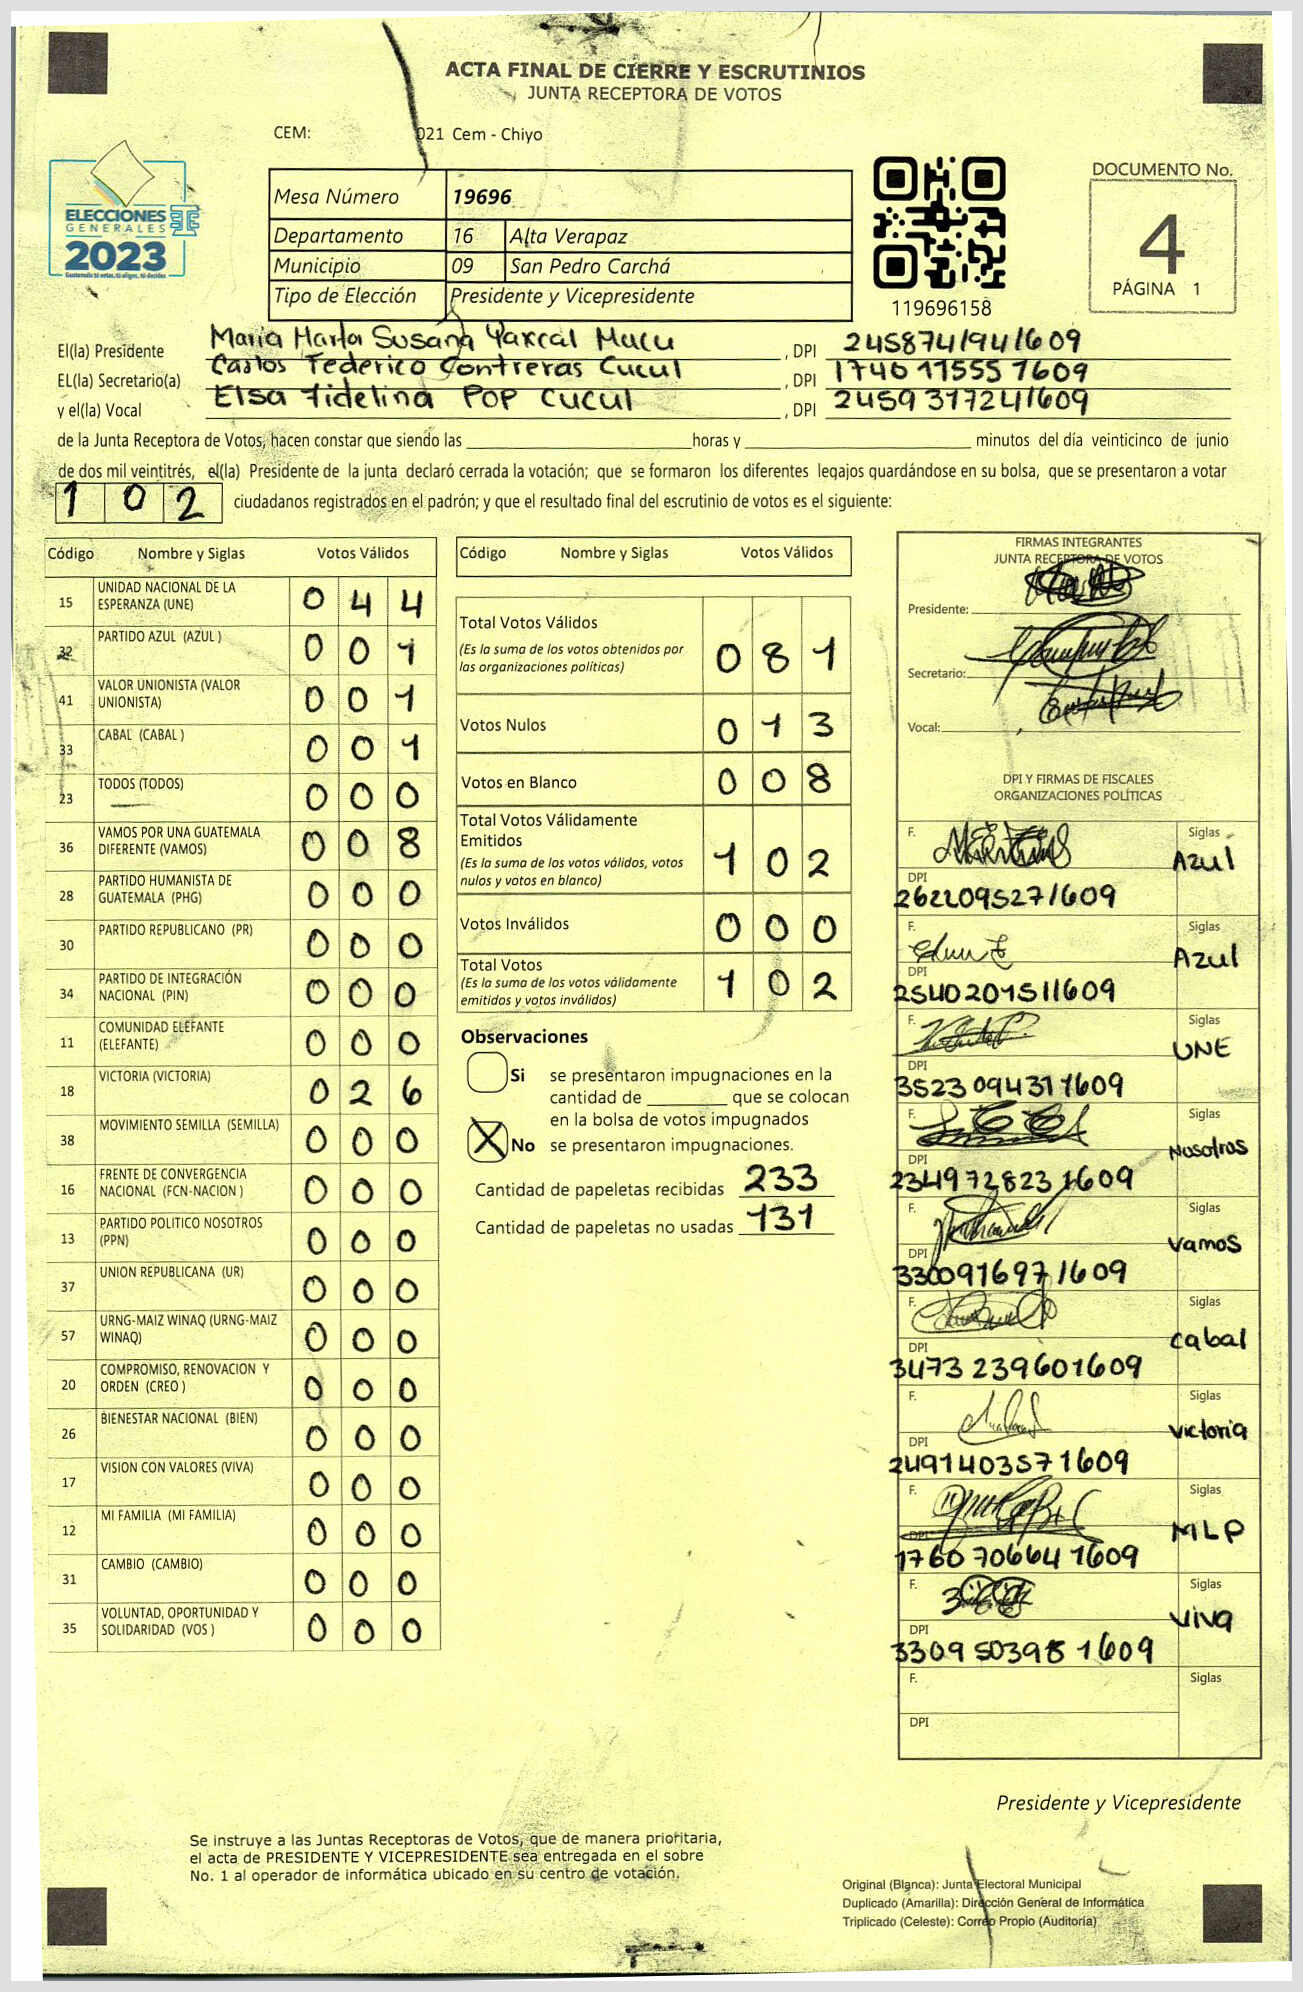 ACTA FINAL DE CIERRE Y ESCRUTINIOS
JUNTA RECEPTORA DE VOTOS
CEM: 021 Cem - Chiyo
ELECCIONES
GENERALES
2023
Guatemala tú votas, tú eliges, tú decides
Mesa Número 19696
Departamento 16 Alta Verapaz
Municipio 09 San Pedro Carchá
Tipo de Elección Presidente y Vicepresidente
119696158
DOCUMENTO No.
4
PÁGINA 1
El(la) Presidente Maria Marta Susana Yaxcal Mucu , DPI 2458741941609
EL(la) Secretario(a) Carlos Federico Contreras Cucul , DPI 1740 11555 1609
y el(la) Vocal Elsa Fidelina POP CUCUL , DPI 2459317241609
de la Junta Receptora de Votos, hacen constar que siendo las horas y minutos del día veinticinco de junio
de dos mil veintitrés, el(la) Presidente de la junta declaró cerrada la votación; que se formaron los diferentes legajos guardándose en su bolsa, que se presentaron a votar
1 0 2 ciudadanos registrados en el padrón; y que el resultado final del escrutinio de votos es el siguiente:
Código Nombre y Siglas Votos Válidos
15 UNIDAD NACIONAL DE LA ESPERANZA (UNE) 0 4 4
32 PARTIDO AZUL (AZUL ) 0 0 1
41 VALOR UNIONISTA (VALOR UNIONISTA) 0 0 1
33 CABAL (CABAL ) 0 0 1
23 TODOS (TODOS) 0 0 0
36 VAMOS POR UNA GUATEMALA DIFERENTE (VAMOS) 0 0 8
28 PARTIDO HUMANISTA DE GUATEMALA (PHG) 0 0 0
30 PARTIDO REPUBLICANO (PR) 0 0 0
34 PARTIDO DE INTEGRACIÓN NACIONAL (PIN) 0 0 0
11 COMUNIDAD ELEFANTE (ELEFANTE) 0 0 0
18 VICTORIA (VICTORIA) 0 2 6
38 MOVIMIENTO SEMILLA (SEMILLA) 0 0 0
16 FRENTE DE CONVERGENCIA NACIONAL (FCN-NACION ) 0 0 0
13 PARTIDO POLITICO NOSOTROS (PPN) 0 0 0
37 UNION REPUBLICANA (UR) 0 0 0
57 URNG-MAIZ WINAQ (URNG-MAIZ WINAQ) 0 0 0
20 COMPROMISO, RENOVACION Y ORDEN (CREO ) 0 0 0
26 BIENESTAR NACIONAL (BIEN) 0 0 0
17 VISION CON VALORES (VIVA) 0 0 0
12 MI FAMILIA (MI FAMILIA) 0 0 0
31 CAMBIO (CAMBIO) 0 0 0
35 VOLUNTAD, OPORTUNIDAD Y SOLIDARIDAD (VOS ) 0 0 0
Código Nombre y Siglas Votos Válidos
Total Votos Válidos 0 8 1
(Es la suma de los votos obtenidos por
las organizaciones políticas)
Votos Nulos 0 1 3
Votos en Blanco 0 0 8
Total Votos Válidamente
Emitidos 1 0 2
(Es la suma de los votos válidos, votos
nulos y votos en blanco)
Votos Inválidos 0 0 0
Total Votos 1 0 2
(Es la suma de los votos válidamente
emitidos y votos inválidos)
Observaciones
Si se presentaron impugnaciones en la
cantidad de que se colocan
en la bolsa de votos impugnados
X No se presentaron impugnaciones.
Cantidad de papeletas recibidas 233
Cantidad de papeletas no usadas 131
FIRMAS INTEGRANTES
JUNTA RECEPTORA DE VOTOS
Presidente:
Secretario:
Vocal:
DPI Y FIRMAS DE FISCALES
ORGANIZACIONES POLÍTICAS
F. Siglas Azul
DPI 2622095271609
F. Siglas Azul
DPI 2540201511609
F. Siglas UNE
DPI 3523 094311609
F. Siglas Nosotros
DPI 2349728231609
F. Siglas Vamos
DPI 3300916971609
F. Siglas Cabal
DPI 3473 239601609
F. Siglas Victoria
DPI 2491403571609
F. Siglas MLP
DPI 1760 70664 1609
F. Siglas Viva
DPI 3309 50398 1609
F. Siglas
DPI
Presidente y Vicepresidente
Se instruye a las Juntas Receptoras de Votos, que de manera prioritaria,
el acta de PRESIDENTE Y VICEPRESIDENTE sea entregada en el sobre
No. 1 al operador de informática ubicado en su centro de votación.
Original (Blanca): Junta Electoral Municipal
Duplicado (Amarilla): Dirección General de Informática
Triplicado (Celeste): Correo Propio (Auditoria)